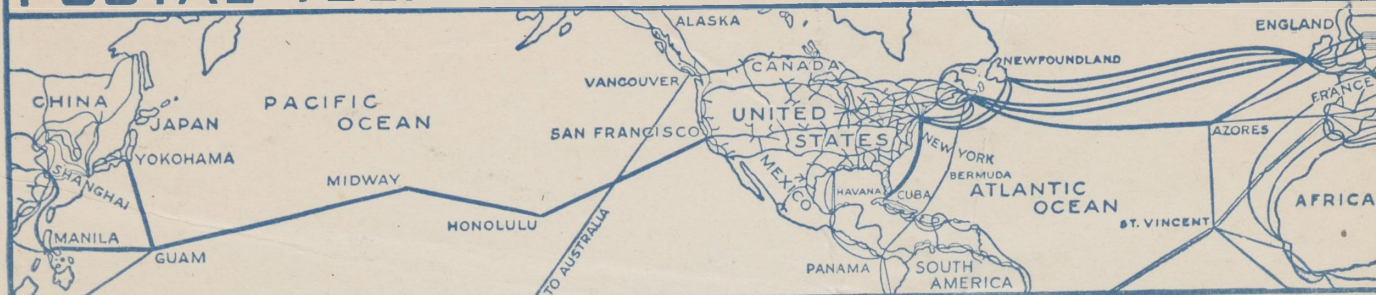 POSTAL
ALASKA
ENGLAND
NEWFOUNDLAND
CANADA
VANCOUVER
FRANCE
CHINA
PACIFIC
OCEAN
JAPAN
UNITED
STATES
SAN FRANCISCO
AZORES
NEW YORK
YOKOHAMA
SHANGHAI
MEXICO
BERMUDA
MIDWAY
HAVANA
CUBA
ATLANTIC
OCEAN
AFRICA
HONOLULU
ST. VINCENT
MANILA
GUAM
TO AUSTRALIA
PANAMA
SOUTH
AMERICA